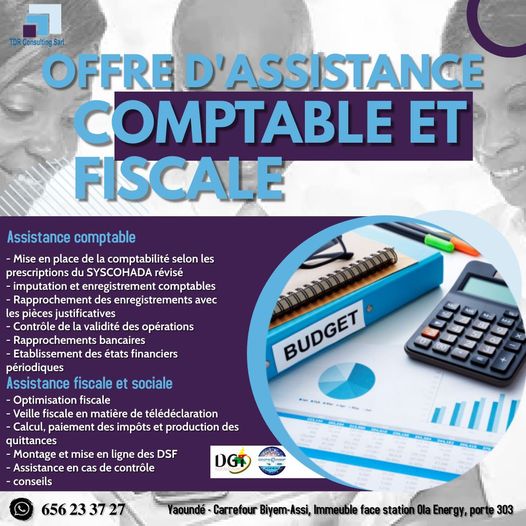 TDR Consulting Sarl
OFFRE D'ASSISTANCE
COMPTABLE ET
FISCALE
Assistance comptable
- Mise en place de la comptabilité selon les
prescriptions du SYSCOHADA révisé
- imputation et enregistrement comptables
- Rapprochement des enregistrements avec
les pièces justificatives
- Contrôle de la validité des opérations
- Rapprochements bancaires
- Etablissement des états financiers
périodiques
Assistance fiscale et sociale
- Optimisation fiscale
- Veille fiscale en matière de télédéclaration
- Calcul, paiement des impôts et production des
quittances
- Montage et mise en ligne des DSF
- Assistance en cas de contrôle
- conseils
BUDGET
DGI
656 23 37 27
Yaoundé - Carrefour Biyem-Assi, Immeuble face station Ola Energy, porte 303